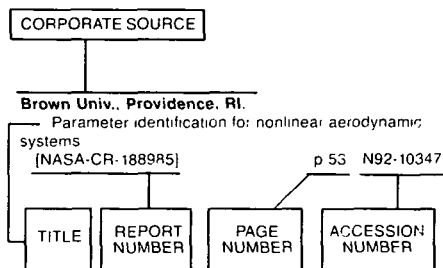 CORPORATE SOURCE
Brown Univ., Providence, RI.
Parameter identification for nonlinear aerodynamic
systems
[NASA-CR-188985] p 53 N92-10347
TITLE REPORT NUMBER PAGE NUMBER ACCESSION NUMBER